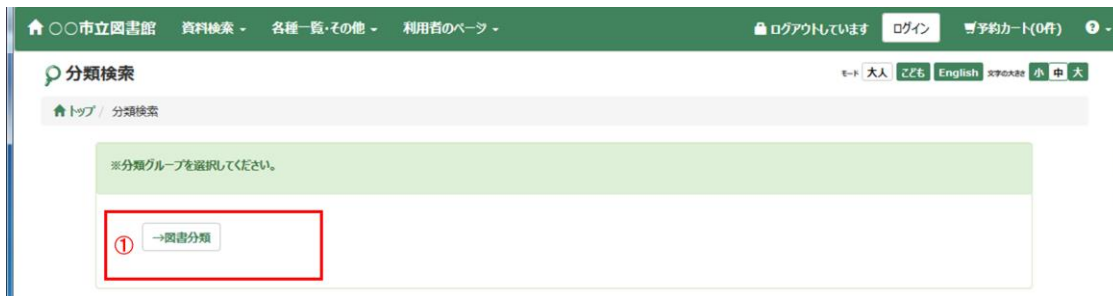 ○○市立図書館 資料検索 各種一覧・その他 利用者のページ ログアウトしています ログイン 予約カート(0件)
分類検索 モード 大人 こども English 文字の大きさ 小 中 大
トップ / 分類検索
※分類グループを選択してください。
① →図書分類